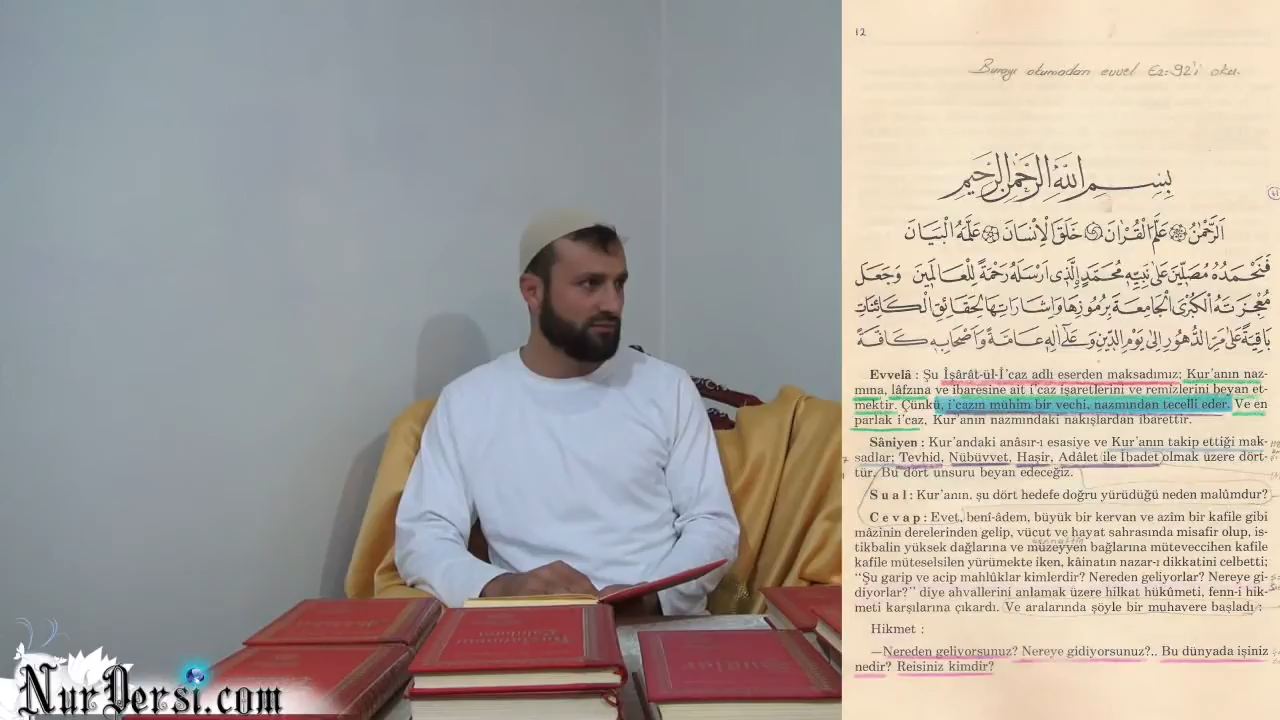 12
Burayı okumadan evvel Es: 92'i oku.
بِسْمِ اللّٰهِ الرَّحْمٰنِ الرَّحِيمِ
اَلرَّحْمٰنُ عَلَّمَ الْقُرْاٰنَ خَلَقَ الْاِنْسَانَ عَلَّمَهُ الْبَيَانَ
فَنَحْمَدُهُ مُصَلِّينَ عَلٰى نَبِيِّهِ مُحَمَّدٍ الَّذِى اَرْسَلَهُ رَحْمَةً لِلْعَالَمِينَ وَجَعَلَ
مُعْجِزَتَهُ الْكُبْرَى الْجَامِعَةَ بِرُمُوزِهَا وَاِشَارَاتِهَا لِحَقَائِقِ الْكَائِنَاتِ
بَاقِيَةً عَلٰى مَرِّ الدُّهُورِ اِلٰى يَوْمِ الدِّينِ وَعَلٰى اٰلِهِ عَامَّةً وَاَصْحَابِهِ كَافَّةً
Evvelâ : Şu İşârât-ül-İ'caz adlı eserden maksadımız; Kur'anın naz-
mına, lâfzına ve ibaresine ait i'caz işaretlerini ve remizlerini beyan et-
mektir. Çünkü, i'cazın mühim bir vechi, nazmından tecelli eder. Ve en
parlak i'caz, Kur'anın nazmındaki nakışlardan ibarettir.
Sâniyen : Kur'andaki anâsır-ı esasiye ve Kur'anın takip ettiği mak-
sadlar; Tevhid, Nübüvvet, Haşir, Adâlet ile İbadet olmak üzere dört-
tür. Bu dört unsuru beyan edeceğiz.
Sual : Kur'anın, şu dört hedefe doğru yürüdüğü neden malûmdur?
Cevap : Evet, benî-âdem, büyük bir kervan ve azîm bir kafile gibi
mâzinin derelerinden gelip, vücut ve hayat sahrasında misafir olup, is-
tikbalin yüksek dağlarına ve müzeyyen bağlarına müteveccihen kafile
kafile müteselsilen yürümekte iken, kâinatın nazar-ı dikkatini celbetti:
"Şu garip ve acip mahlûklar kimlerdir? Nereden geliyorlar? Nereye gi-
diyorlar?" diye ahvallerini anlamak üzere hilkat hükûmeti, fenn-i hik-
meti karşılarına çıkardı. Ve aralarında şöyle bir muhavere başladı :
Hikmet :
—Nereden geliyorsunuz? Nereye gidiyorsunuz?.. Bu dünyada işiniz
nedir? Reisiniz kimdir?
NurDersi.com